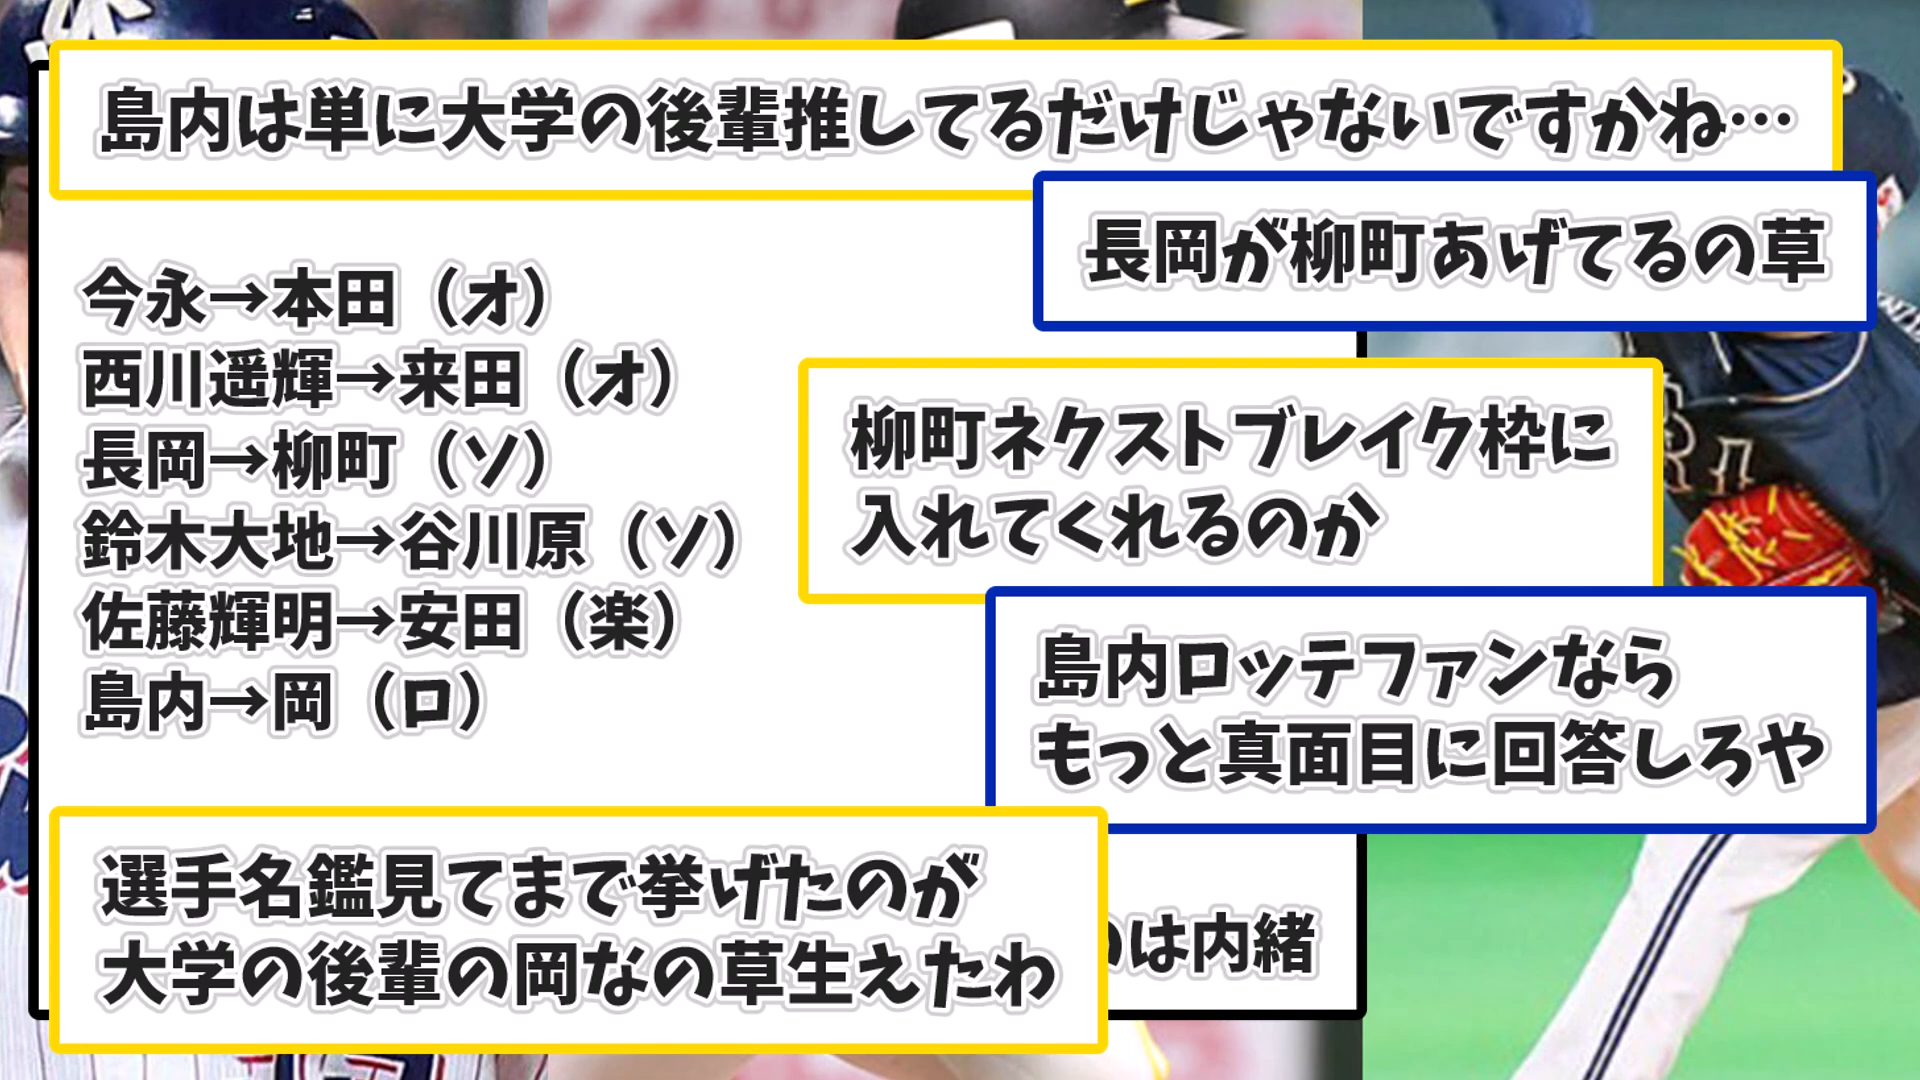 島内は単に大学の後輩推してるだけじゃないですかね…
長岡が柳町あげてるの草
今永→本田（オ）
西川遥輝→来田（オ）
長岡→柳町（ソ）
鈴木大地→谷川原（ソ）
佐藤輝明→安田（楽）
島内→岡（ロ）
柳町ネクストブレイク枠に
入れてくれるのか
島内ロッテファンなら
もっと真面目に回答しろや
選手名鑑見てまで挙げたのが
大学の後輩の岡なの草生えたわ
は内緒